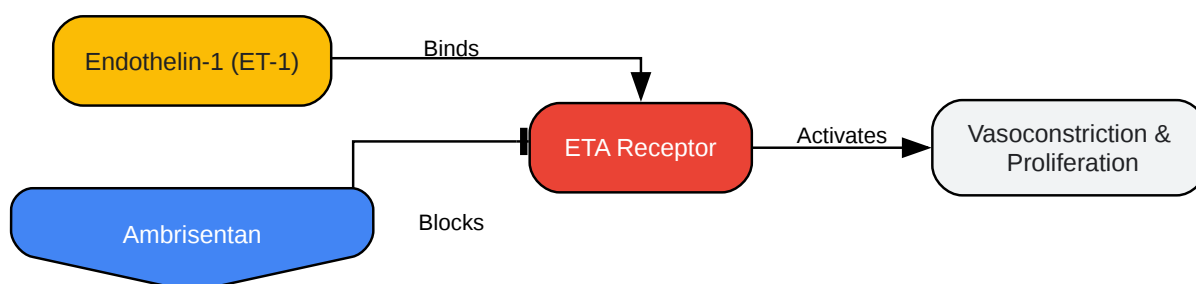 Endothelin-1 (ET-1)
Binds
ETA Receptor
Activates
Vasoconstriction &
Proliferation
Ambrisentan
Blocks